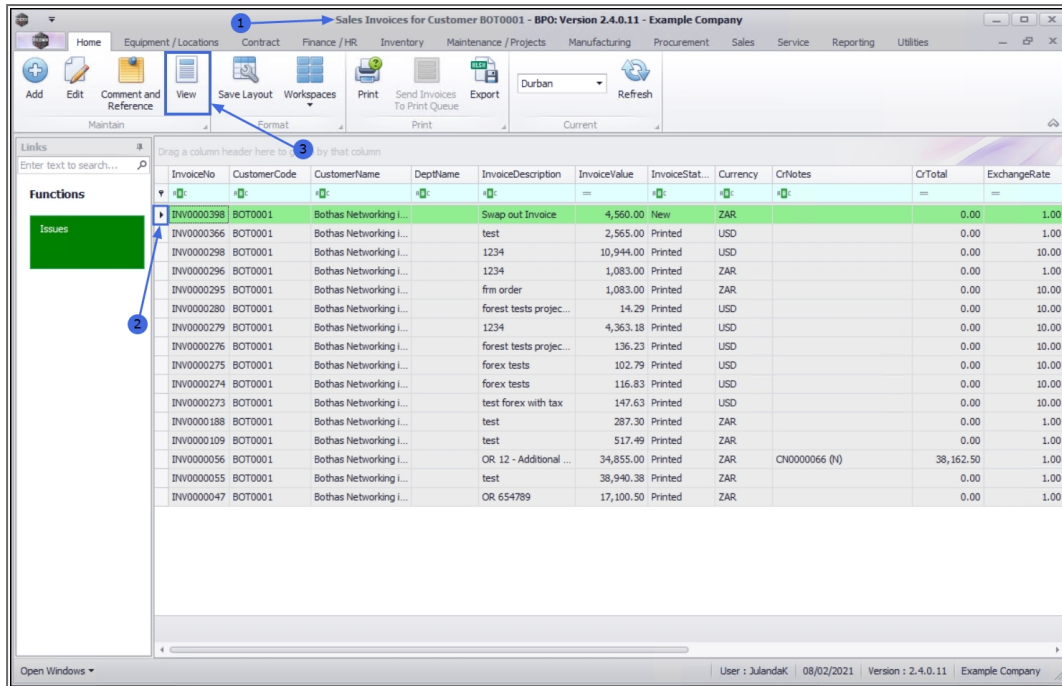 1
Sales Invoices for Customer BOT0001 - BPO: Version 2.4.0.11 - Example Company
Home Equipment / Locations Contract Finance / HR Inventory Maintenance / Projects Manufacturing Procurement Sales Service Reporting Utilities
Add Edit Comment and Reference View Save Layout Workspaces Print Send Invoices To Print Queue Export Durban Refresh
Maintain Format Print Current
3
Links
Enter text to search...
Drag a column header here to by that column
Functions
Issues
2
InvoiceNo CustomerCode CustomerName DeptName InvoiceDescription InvoiceValue InvoiceStat... Currency CrNotes CrTotal ExchangeRate
INV0000398 BOT0001 Bothas Networking i... Swap out Invoice 4,560.00 New ZAR 0.00 1.00
INV0000366 BOT0001 Bothas Networking i... test 2,565.00 Printed USD 0.00 1.00
INV0000298 BOT0001 Bothas Networking i... 1234 10,944.00 Printed USD 0.00 10.00
INV0000296 BOT0001 Bothas Networking i... 1234 1,083.00 Printed ZAR 0.00 1.00
INV0000295 BOT0001 Bothas Networking i... frm order 1,083.00 Printed USD 0.00 10.00
INV0000280 BOT0001 Bothas Networking i... forest tests projec... 14.29 Printed USD 0.00 10.00
INV0000279 BOT0001 Bothas Networking i... 1234 4,363.18 Printed USD 0.00 10.00
INV0000276 BOT0001 Bothas Networking i... forest tests projec... 136.23 Printed USD 0.00 10.00
INV0000275 BOT0001 Bothas Networking i... forex tests 102.79 Printed USD 0.00 10.00
INV0000274 BOT0001 Bothas Networking i... forex tests 116.83 Printed USD 0.00 10.00
INV0000273 BOT0001 Bothas Networking i... test forex with tax 147.63 Printed USD 0.00 10.00
INV0000188 BOT0001 Bothas Networking i... test 287.30 Printed ZAR 0.00 1.00
INV0000109 BOT0001 Bothas Networking i... test 517.49 Printed ZAR 0.00 1.00
INV0000056 BOT0001 Bothas Networking i... OR 12 - Additional ... 34,855.00 Printed ZAR CN0000066 (N) 38,162.50 1.00
INV0000055 BOT0001 Bothas Networking i... test 38,940.38 Printed ZAR 0.00 1.00
INV0000047 BOT0001 Bothas Networking i... OR 654789 17,100.50 Printed ZAR 0.00 1.00
Open Windows User : JulandaK 08/02/2021 Version : 2.4.0.11 Example Company